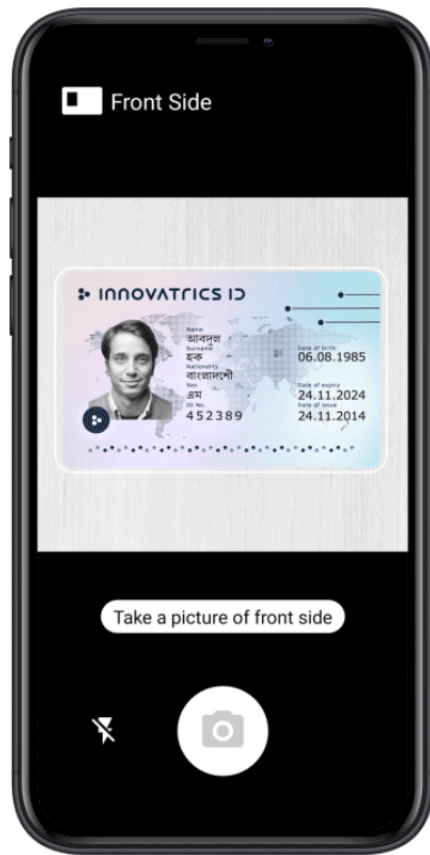 Front Side
INNOVATRICS ID
Name
আবদুল
Surname
হক
Nationality
বাংলাদেশী
Sex
এম
ID No.
452389
Date of birth
06.08.1985
Date of expiry
24.11.2024
Date of issue
24.11.2014
Take a picture of front side